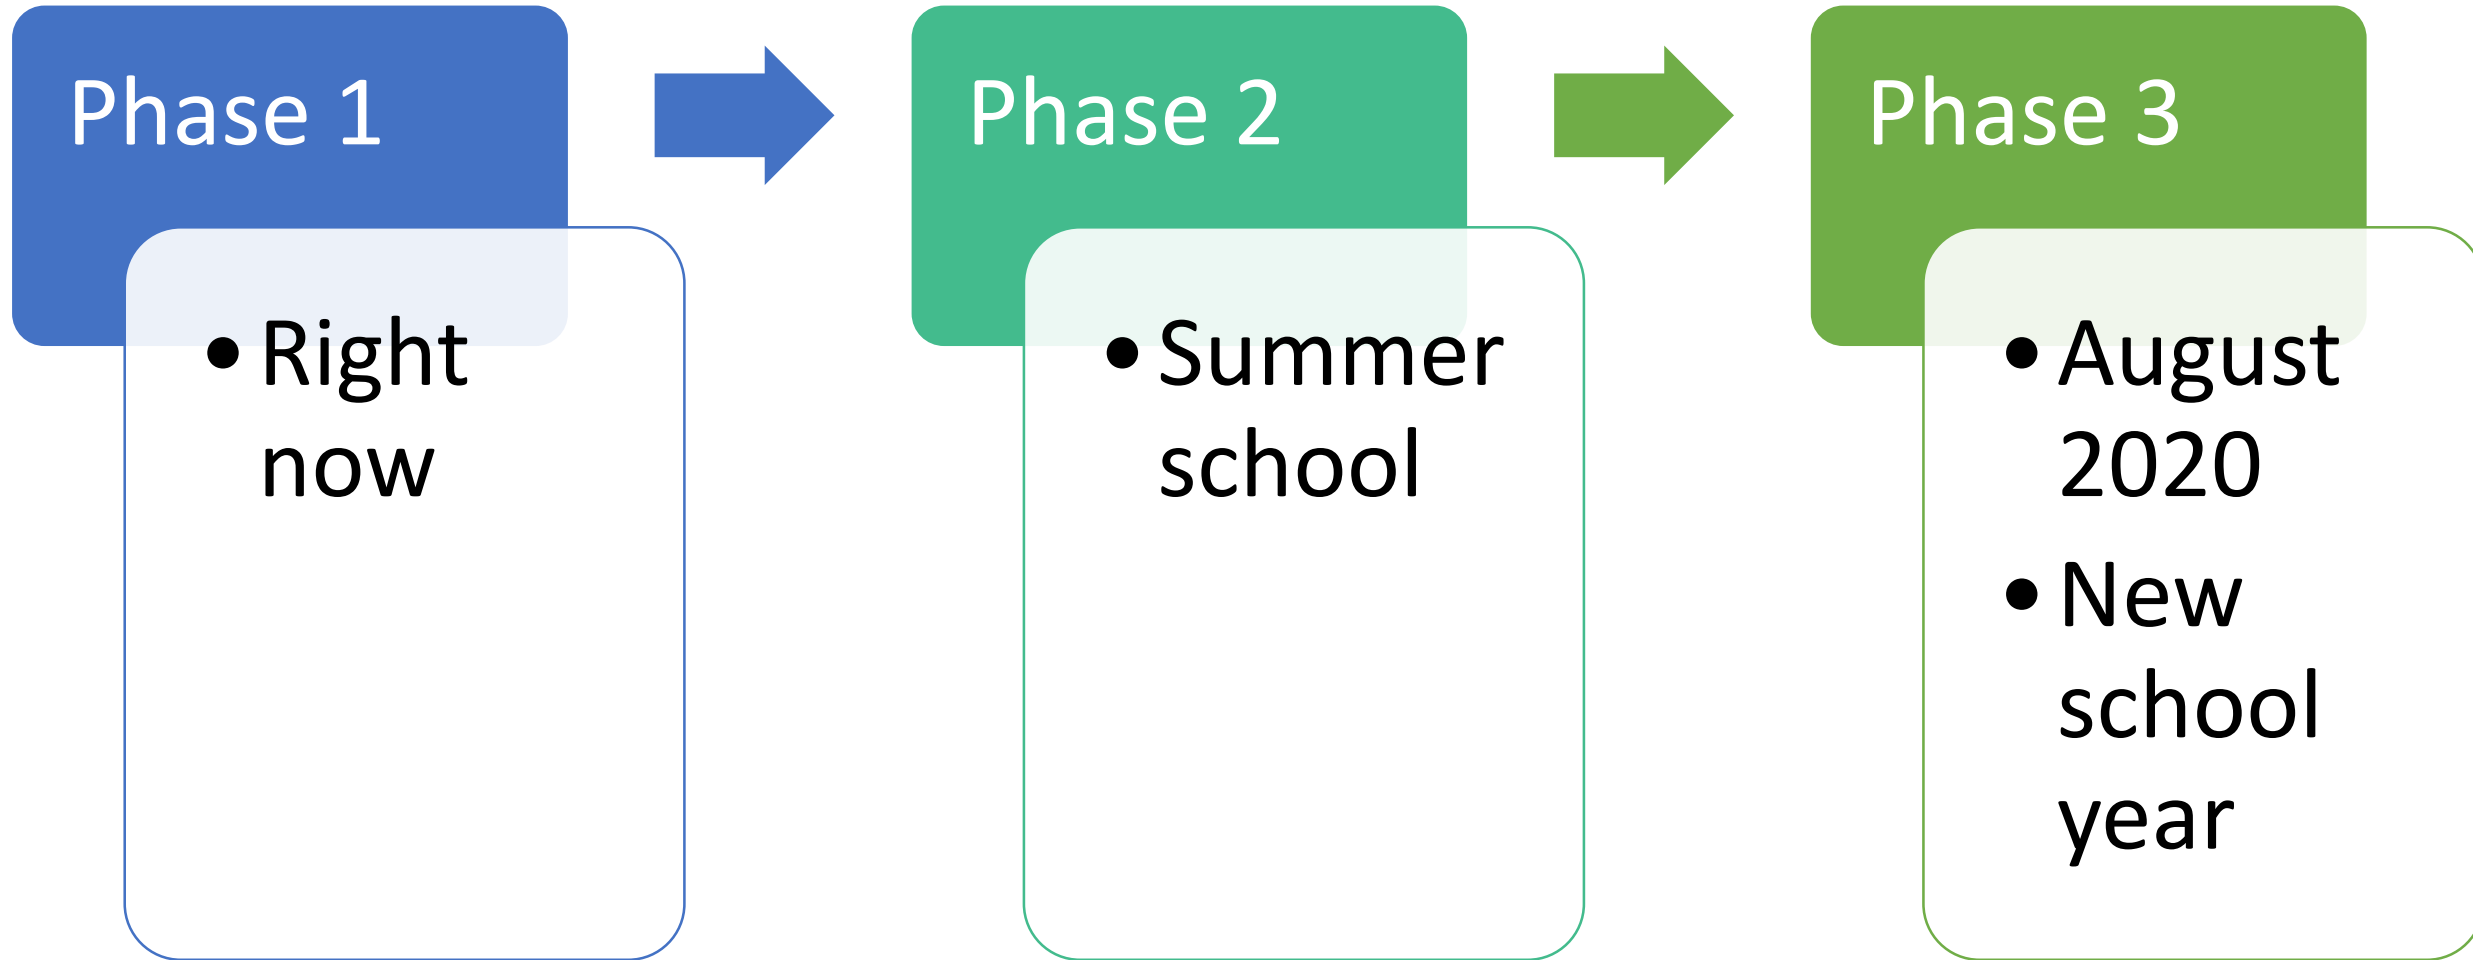 Phase 1
• Right
now
Phase 2
• Summer
school
Phase 3
• August
2020
• New
school
year